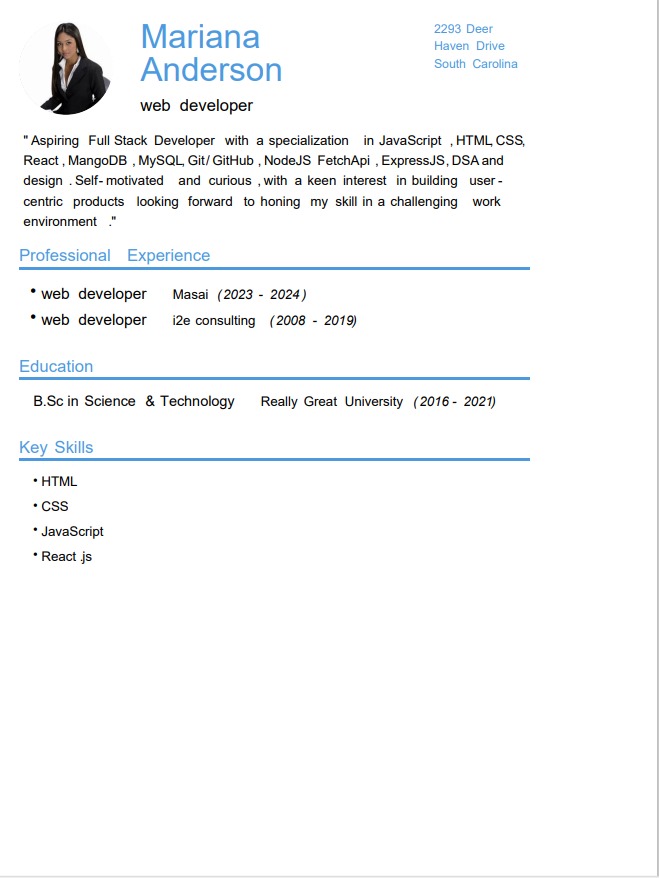 Mariana
Anderson
web developer
2293 Deer
Haven Drive
South Carolina
" Aspiring Full Stack Developer with a specialization in JavaScript , HTML, CSS,
React , MangoDB , MySQL, Git/ GitHub , NodeJS FetchApi , ExpressJS, DSA and
design . Self- motivated and curious , with a keen interest in building user -
centric products looking forward to honing my skill in a challenging work
environment ."
Professional Experience
• web developer Masai (2023 - 2024)
• web developer i2e consulting (2008 - 2019)
Education
B.Sc in Science & Technology Really Great University (2016 - 2021)
Key Skills
• HTML
• CSS
• JavaScript
• React .js